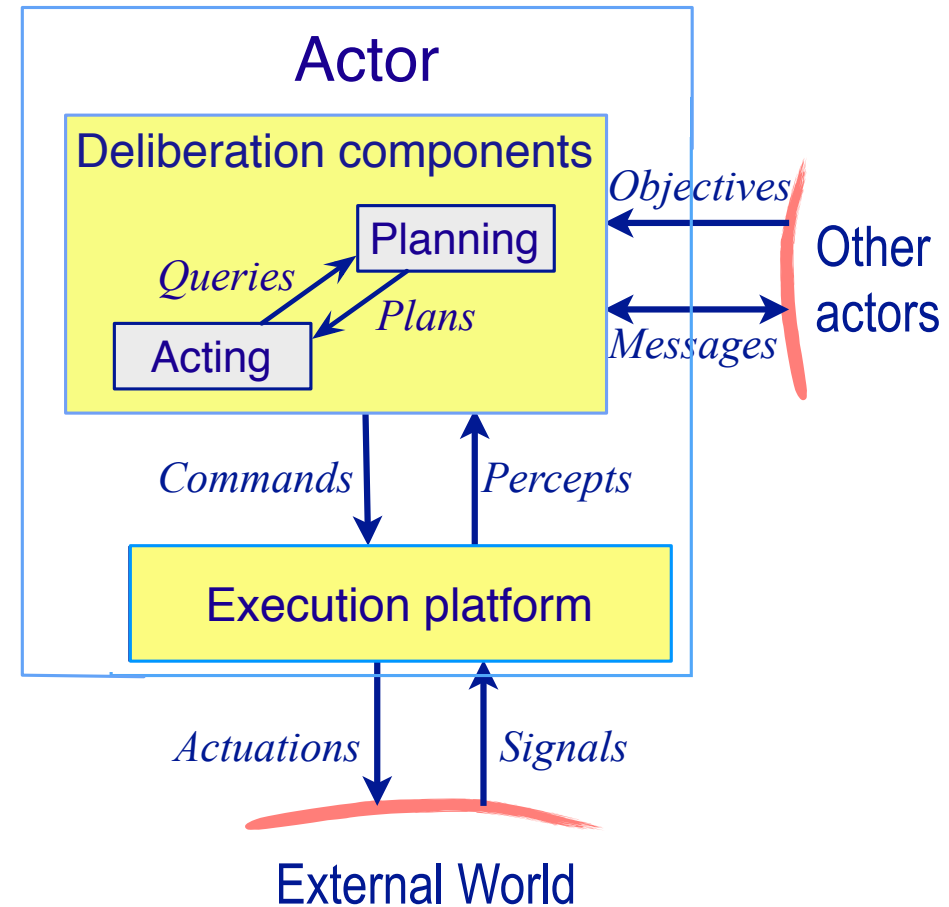 Actor
Deliberation components
Objectives
Planning
Queries
Plans
Other
actors
Acting
Messages
Commands
Percepts
Execution platform
Actuations
Signals
External World